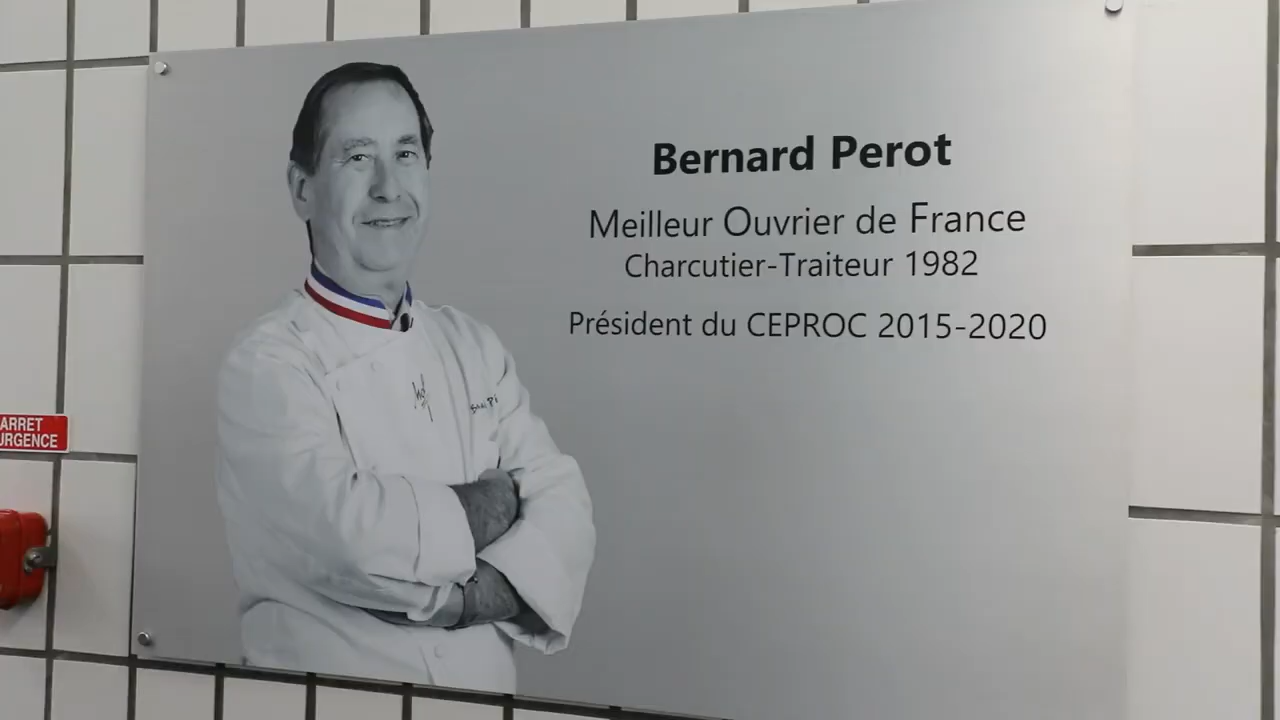 Bernard Perot
Meilleur Ouvrier de France
Charcutier-Traiteur 1982
Président du CEPROC 2015-2020
ARRET
URGENCE